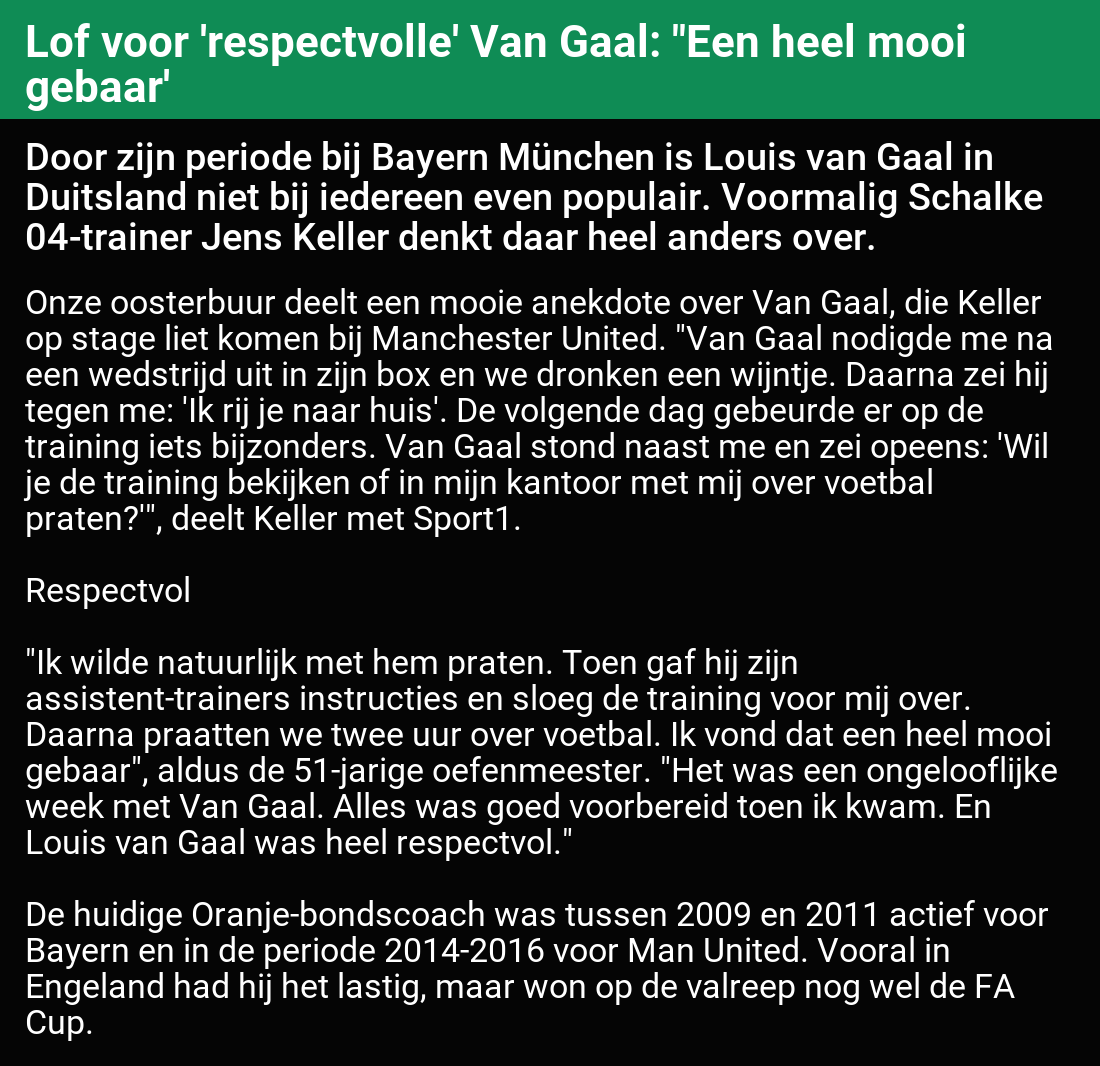 Lof voor 'respectvolle' Van Gaal: "Een heel mooi
gebaar'
Door zijn periode bij Bayern München is Louis van Gaal in
Duitsland niet bij iedereen even populair. Voormalig Schalke
04-trainer Jens Keller denkt daar heel anders over.
Onze oosterbuur deelt een mooie anekdote over Van Gaal, die Keller
op stage liet komen bij Manchester United. "Van Gaal nodigde me na
een wedstrijd uit in zijn box en we dronken een wijntje. Daarna zei hij
tegen me: 'Ik rij je naar huis'. De volgende dag gebeurde er op de
training iets bijzonders. Van Gaal stond naast me en zei opeens: 'Wil
je de training bekijken of in mijn kantoor met mij over voetbal
praten?'", deelt Keller met Sport1.
Respectvol
"Ik wilde natuurlijk met hem praten. Toen gaf hij zijn
assistent-trainers instructies en sloeg de training voor mij over.
Daarna praatten we twee uur over voetbal. Ik vond dat een heel mooi
gebaar", aldus de 51-jarige oefenmeester. "Het was een ongelooflijke
week met Van Gaal. Alles was goed voorbereid toen ik kwam. En
Louis van Gaal was heel respectvol."
De huidige Oranje-bondscoach was tussen 2009 en 2011 actief voor
Bayern en in de periode 2014-2016 voor Man United. Vooral in
Engeland had hij het lastig, maar won op de valreep nog wel de FA
Cup.